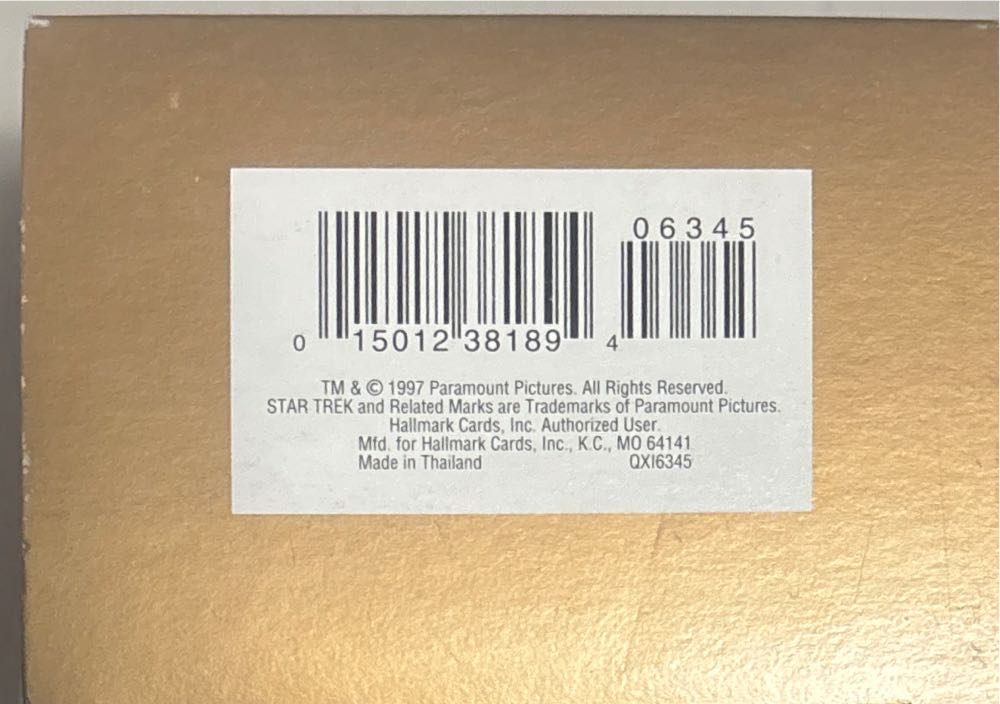 06345
0 15012 38189 4
TM & © 1997 Paramount Pictures. All Rights Reserved.
STAR TREK and Related Marks are Trademarks of Paramount Pictures.
Hallmark Cards, Inc. Authorized User.
Mfd. for Hallmark Cards, Inc., K.C., MO 64141
Made in Thailand QXI6345